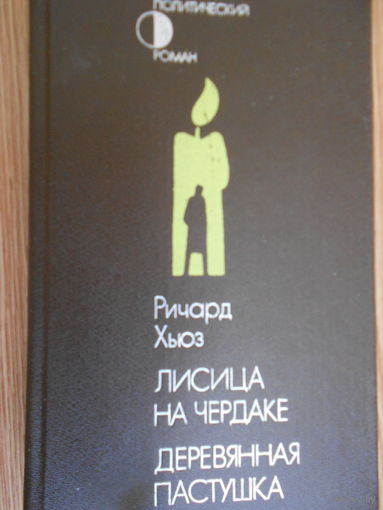 ПОЛИТИЧЕСКИЙ
РОМАН
Ричард
Хьюз
ЛИСИЦА
НА ЧЕРДАКЕ
ДЕРЕВЯННАЯ
ПАСТУШКА